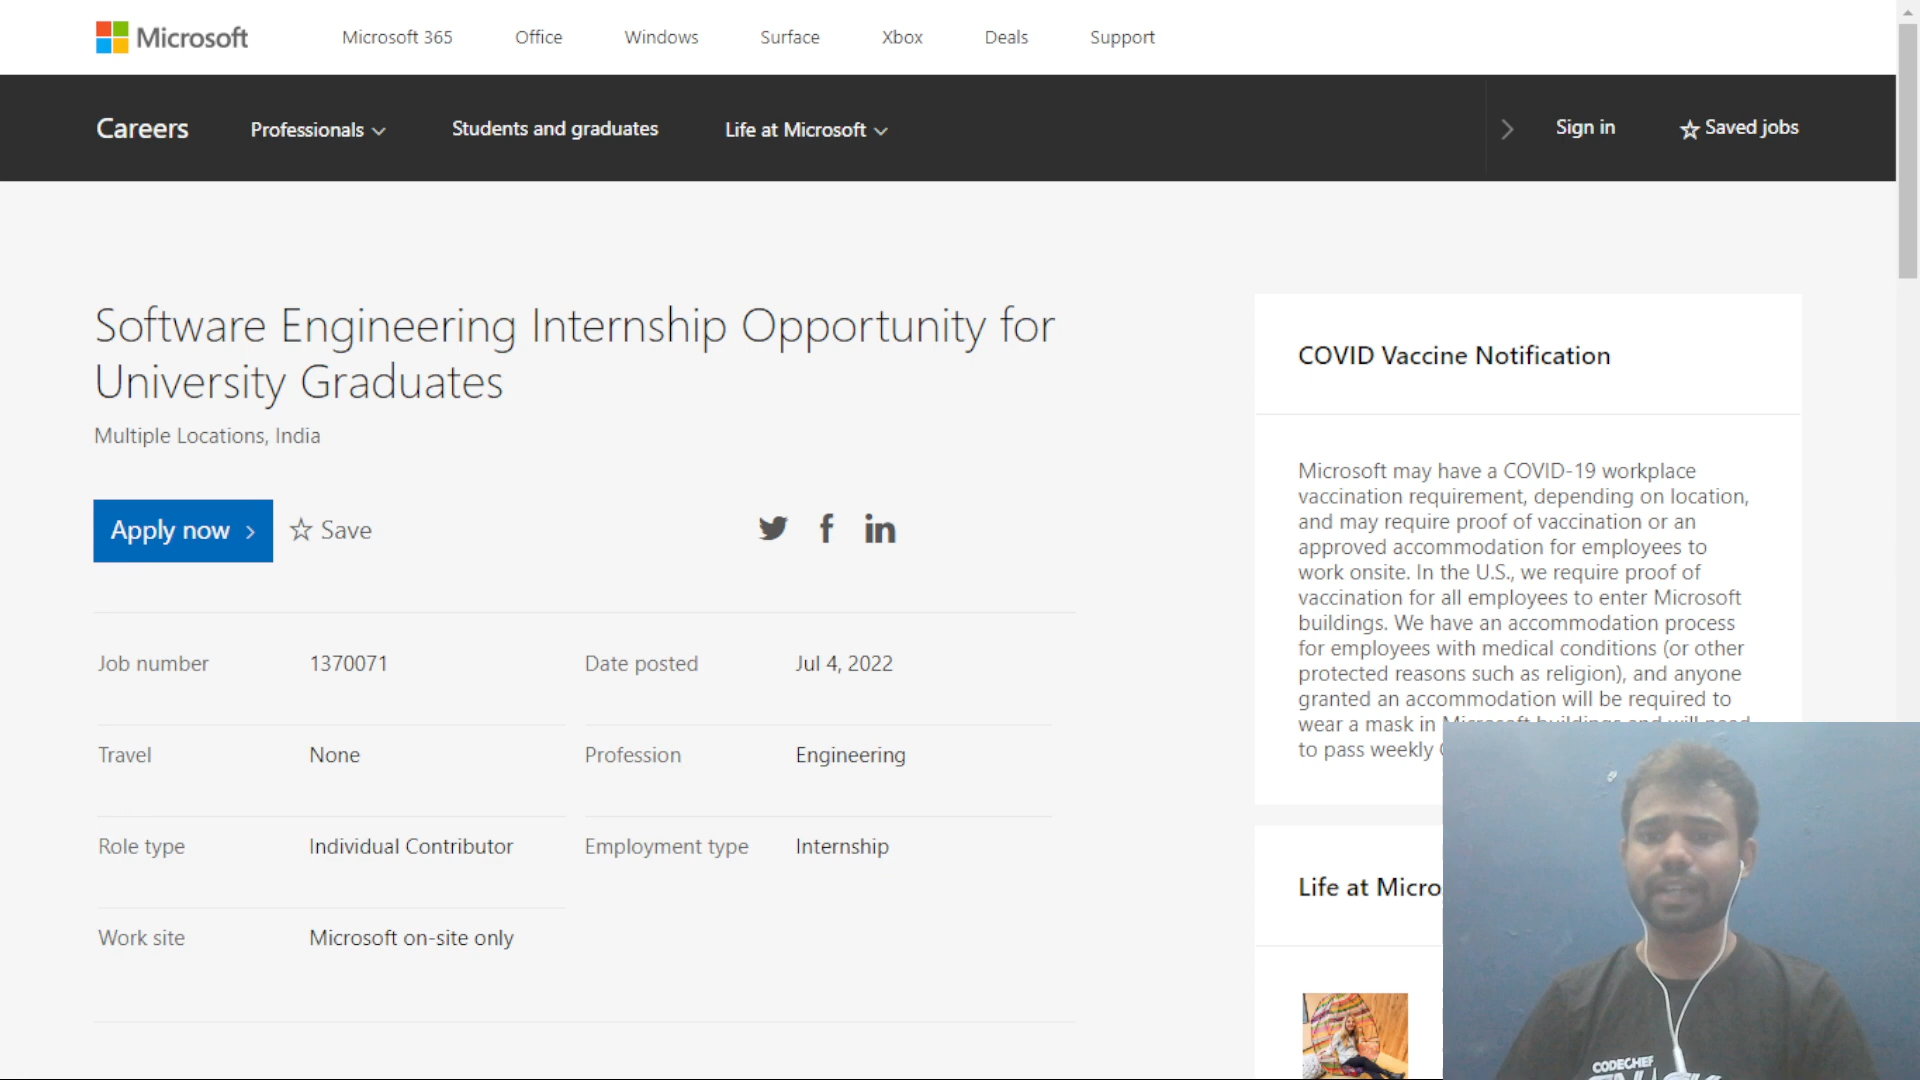 Microsoft
Microsoft 365
Office
Windows
Surface
Xbox
Deals
Support
Careers
Professionals
Students and graduates
Life at Microsoft
Sign in
Saved jobs
Software Engineering Internship Opportunity for
University Graduates
Multiple Locations, India
Apply now
Save
Job number 1370071
Date posted Jul 4, 2022
Travel None
Profession Engineering
Role type Individual Contributor
Employment type Internship
Work site Microsoft on-site only
COVID Vaccine Notification
Microsoft may have a COVID-19 workplace
vaccination requirement, depending on location,
and may require proof of vaccination or an
approved accommodation for employees to
work onsite. In the U.S., we require proof of
vaccination for all employees to enter Microsoft
buildings. We have an accommodation process
for employees with medical conditions (or other
protected reasons such as religion), and anyone
granted an accommodation will be required to
wear a mask in Microsoft buildings and will need
to pass weekly
Life at Micro
CODECHEF